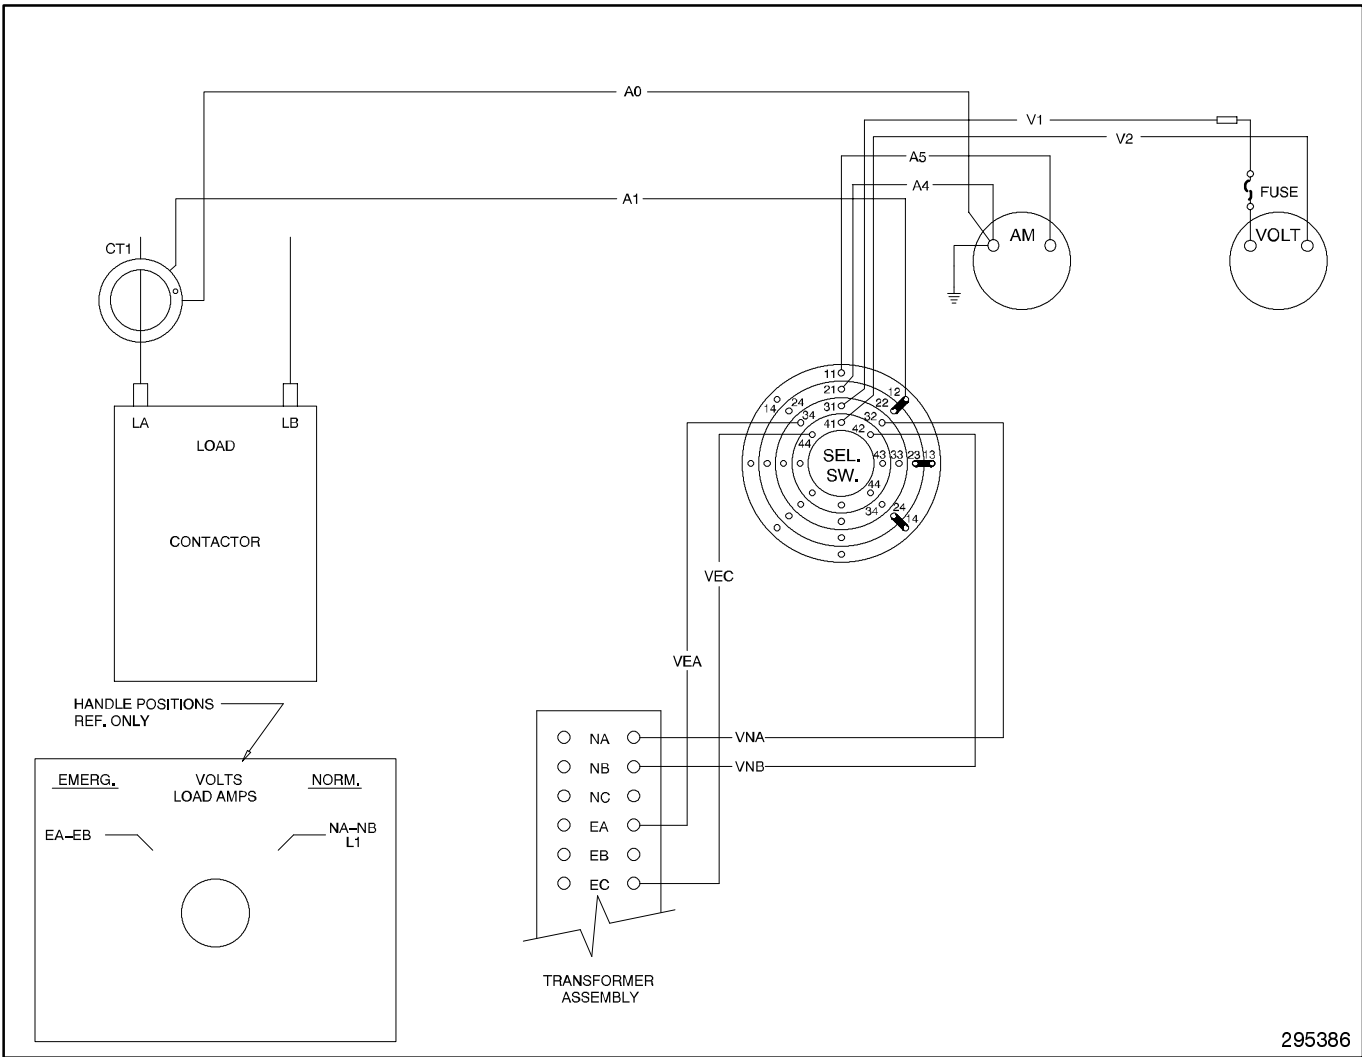 A0
V1
V2
A5
A4
A1
FUSE
CT1
AM
VOLT
LA
LB
LOAD
CONTACTOR
11
21
31
41
12
22
32
42
14
24
34
44
43
33
23
13
44
34
24
14
SEL.
SW.
VEC
VEA
HANDLE POSITIONS
REF. ONLY
EMERG.
VOLTS
LOAD AMPS
NORM.
EA–EB
NA–NB
L1
NA
VNA
NB
VNB
NC
EA
EB
EC
TRANSFORMER
ASSEMBLY
295386